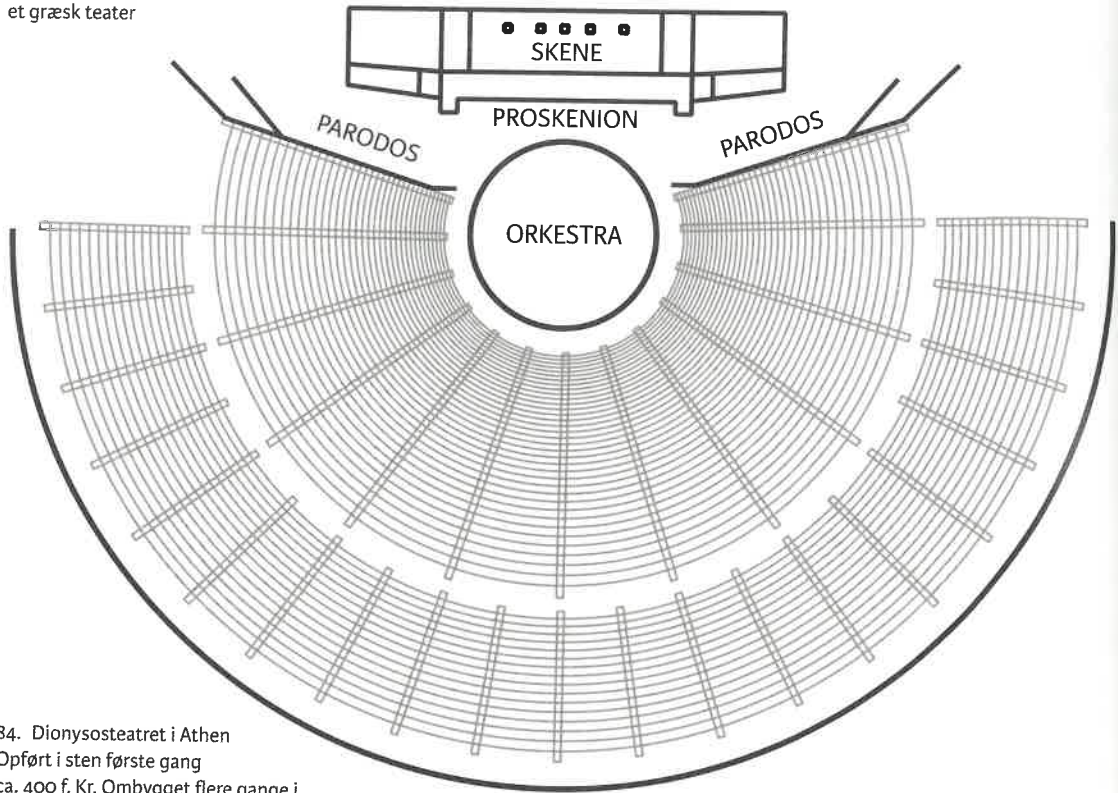 et græsk teater
SKENE
PROSKENION
PARODOS
PARODOS
ORKESTRA
84. Dionysosteatret i Athen
Opført i sten første gang
ca. 400 f. Kr. Ombygget flere gange i